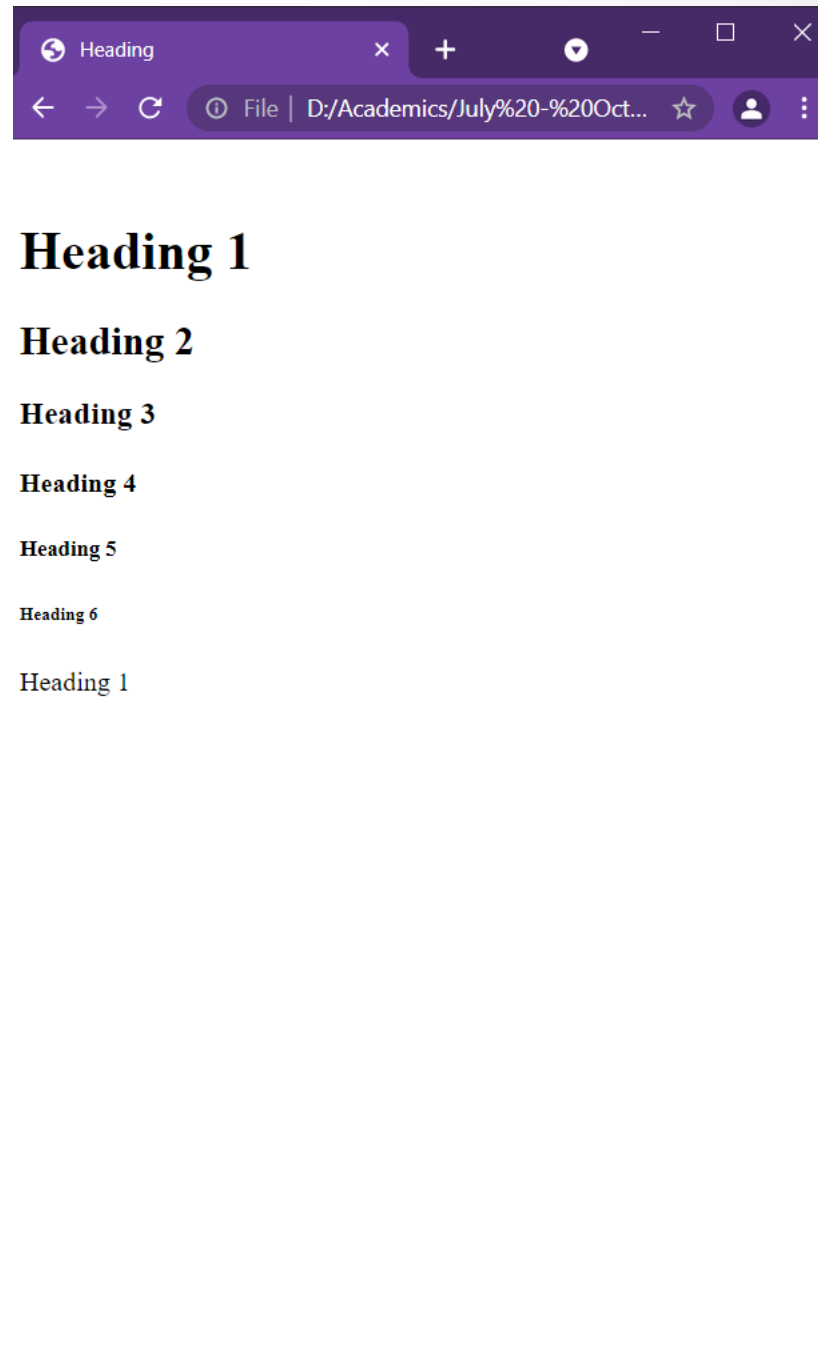 Heading
File | D:/Academics/July%20-%20Oct...
Heading 1
Heading 2
Heading 3
Heading 4
Heading 5
Heading 6
Heading 1